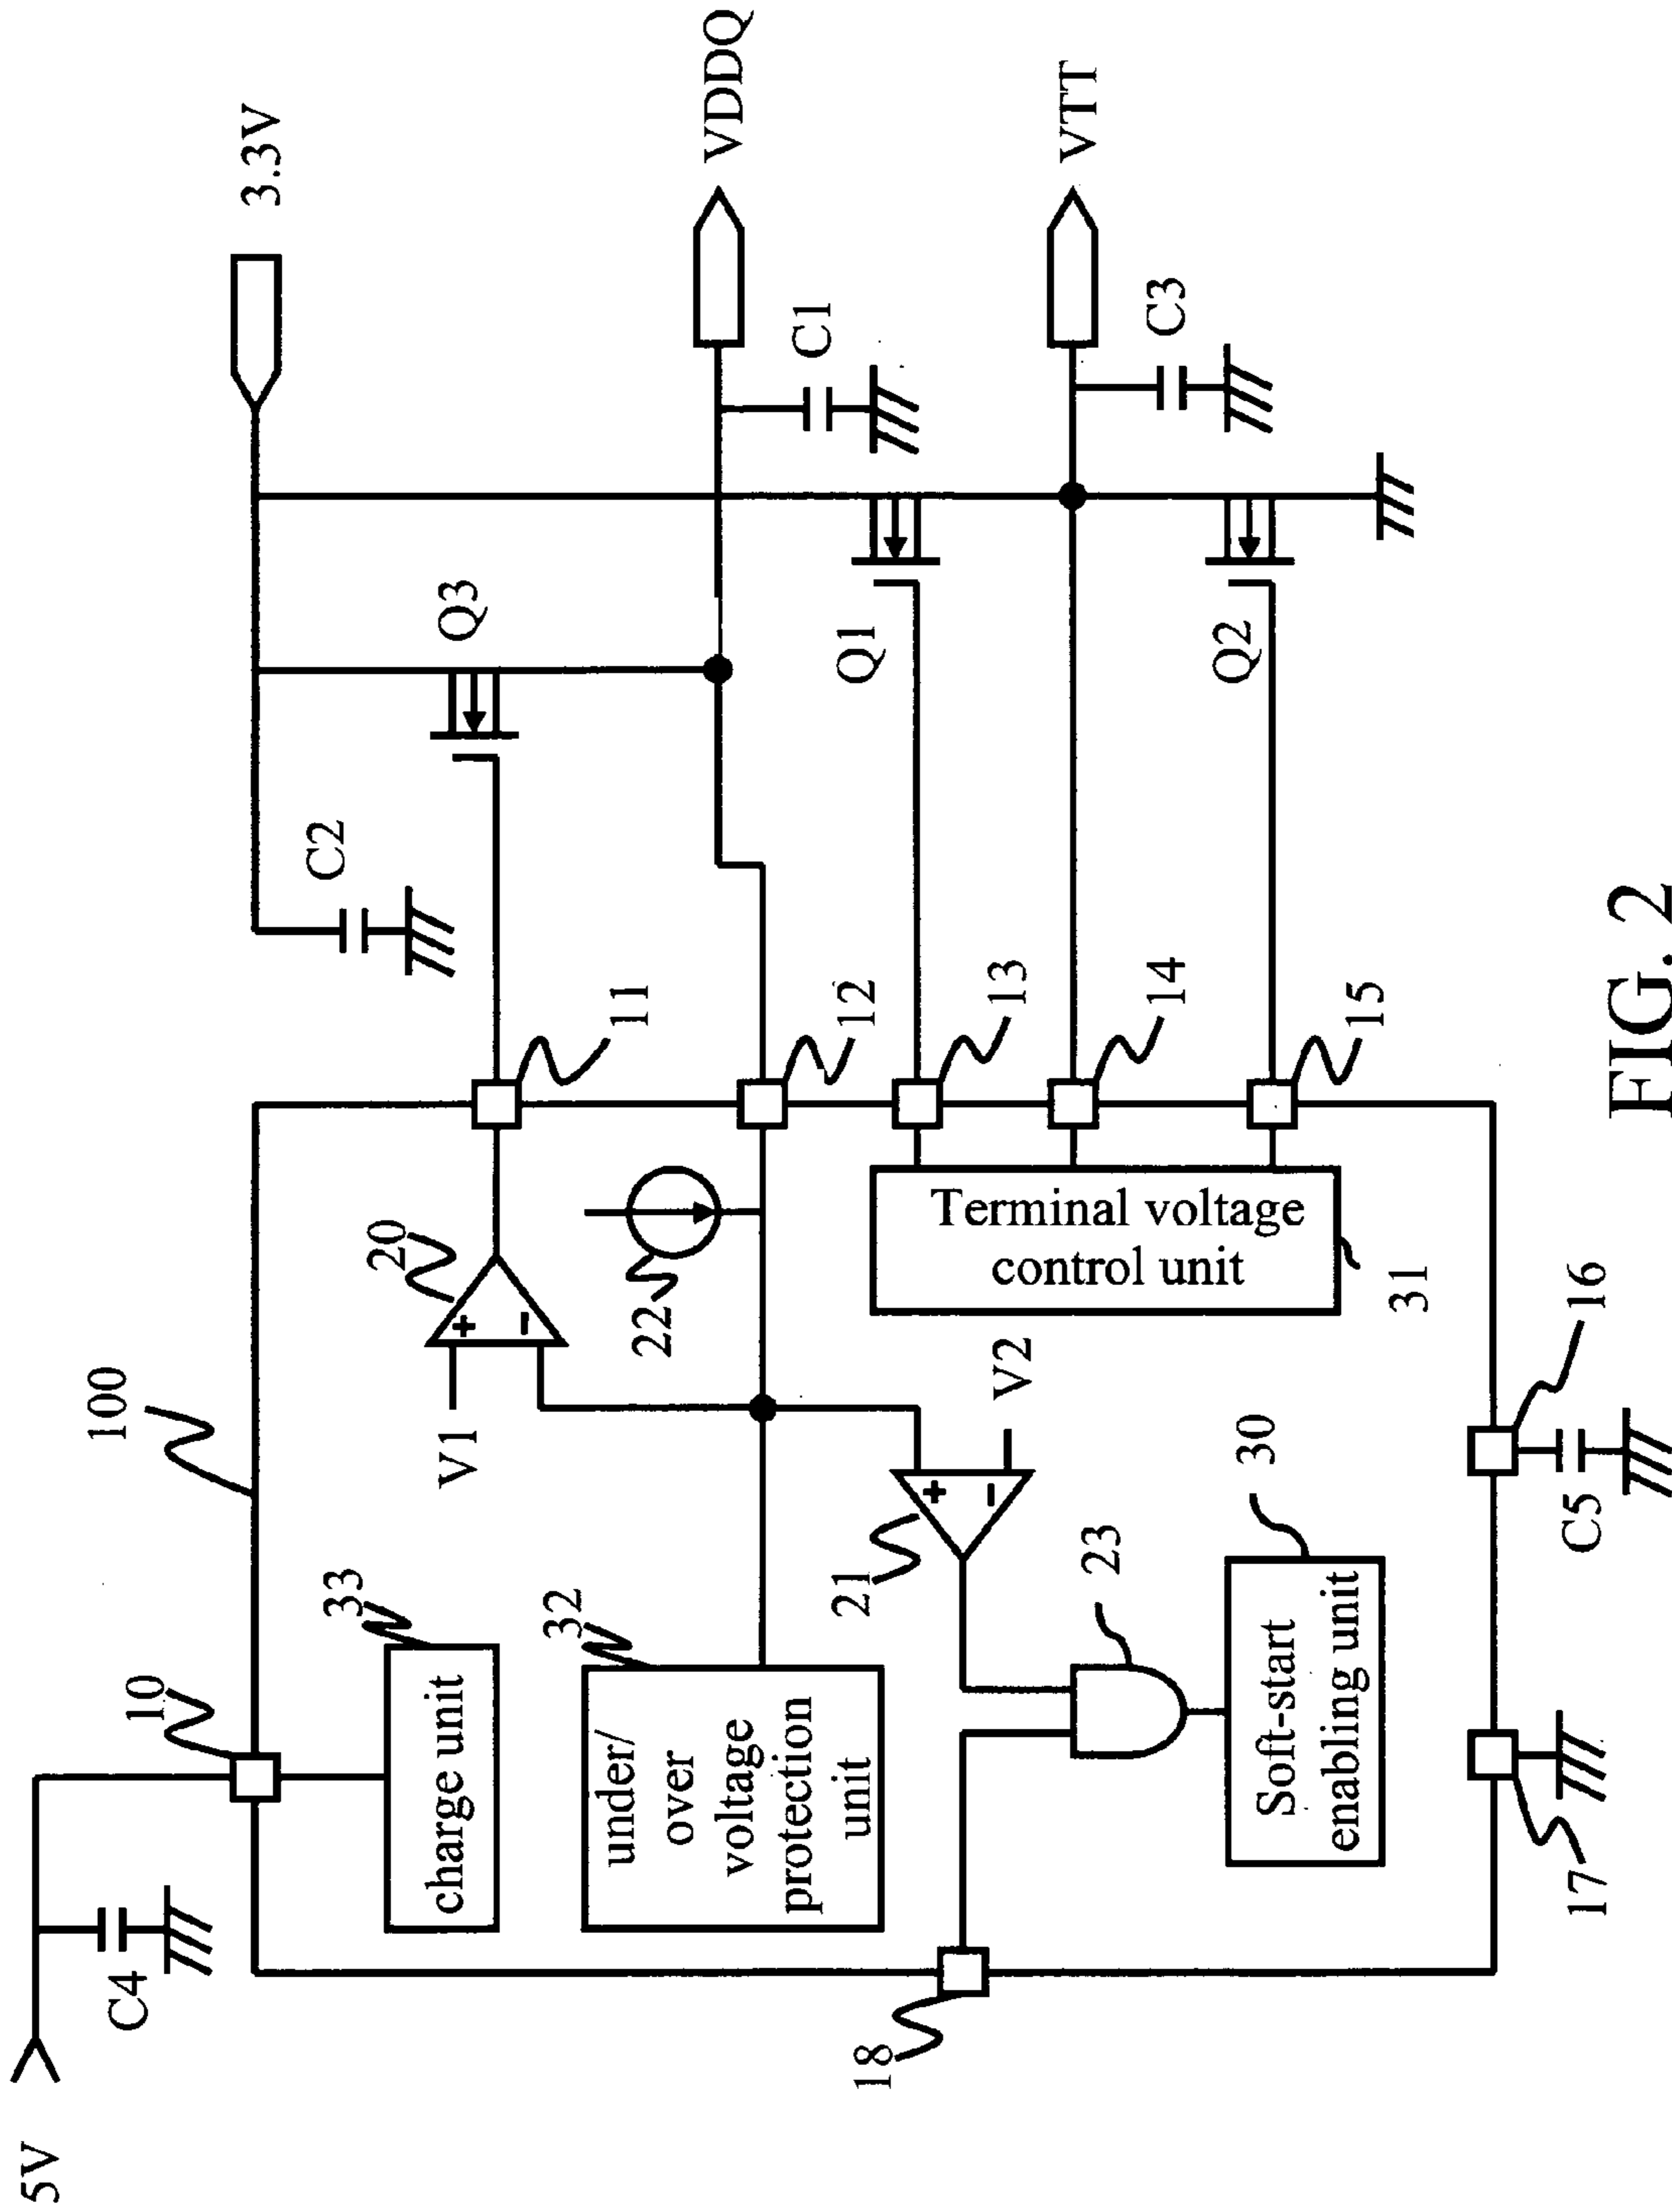 5V
C4
10
100
33
charge unit
C2
3.3V
20
V1
Q3
11
32
under/
over
voltage
protection
unit
22
12
VDDQ
C1
21
V2
Terminal voltage
control unit
31
13
Q1
14
VTT
C3
18
23
30
Soft-start
enabling unit
15
Q2
17
C5
16
FIG. 2
+
-
+
-